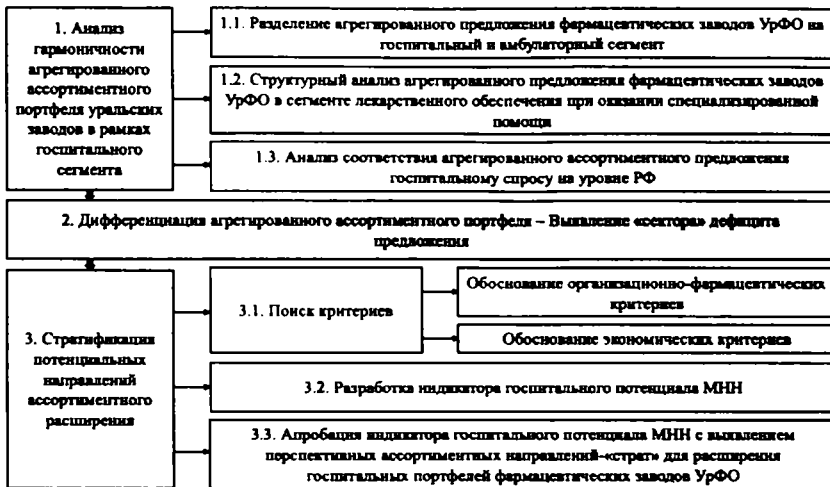 1. Анализ
гармоничности
агрегированного
ассортиментного
портфеля уральских
заводов в рамках
госпитального
сегмента
1.1. Разделение агрегированного предложения фармацевтических заводов УрФО на
госпитальный и амбулаторный сегмент
1.2. Структурный анализ агрегированного предложения фармацевтических заводов
УрФО в сегменте лекарственного обеспечения при оказании специализированной
помощи
1.3. Анализ соответствия агрегированного ассортиментного предложения
госпитальному спросу на уровне РФ
2. Дифференциация агрегированного ассортиментного портфеля – Выявление «сектора» дефицита
предложения
3. Стратификация
потенциальных
направлений
ассортиментного
расширения
3.1. Поиск критериев
Обоснование организационно-фармацевтических
критериев
Обоснование экономических критериев
3.2. Разработка индикатора госпитального потенциала МНН
3.3. Апробация индикатора госпитального потенциала МНН с выявлением
перспективных ассортиментных направлений-«страт» для расширения
госпитальных портфелей фармацевтических заводов УрФО